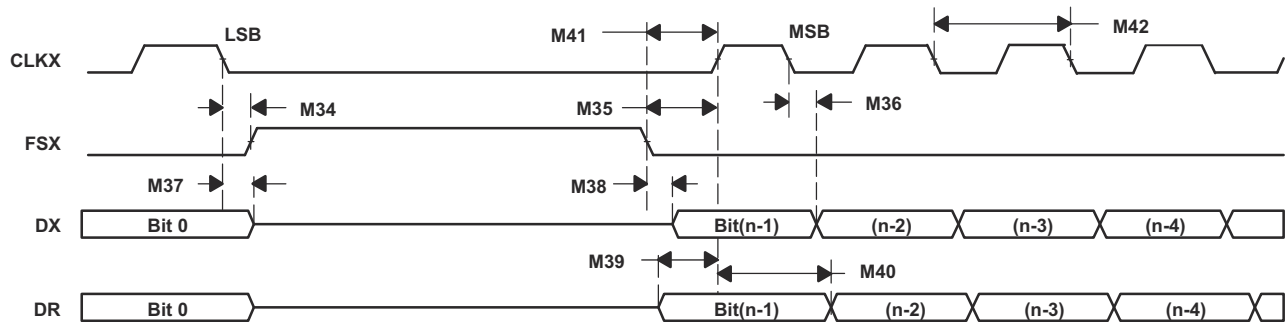 LSB
M41
MSB
M42
CLKX
M34
M35
M36
FSX
M37
M38
DX
Bit 0
Bit(n-1)
(n-2)
(n-3)
(n-4)
M39
M40
DR
Bit 0
Bit(n-1)
(n-2)
(n-3)
(n-4)